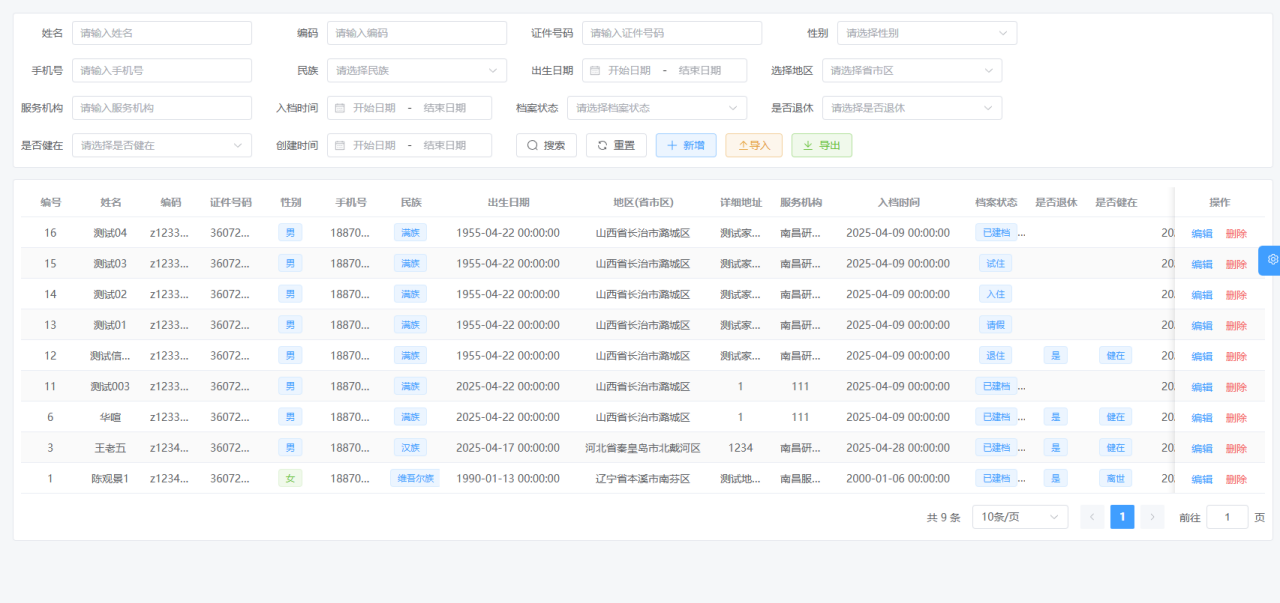 姓名 请输入姓名 编码 请输入编码 证件号码 请输入证件号码 性别 请选择性别
手机号 请输入手机号 民族 请选择民族 出生日期 开始日期 - 结束日期 选择地区 请选择省市区
服务机构 请输入服务机构 入档时间 开始日期 - 结束日期 档案状态 请选择档案状态 是否退休 请选择是否退休
是否健在 请选择是否健在 创建时间 开始日期 - 结束日期 搜索 重置 新增 导入 导出
编号 姓名 编码 证件号码 性别 手机号 民族 出生日期 地区(省市区) 详细地址 服务机构 入档时间 档案状态 是否退休 是否健在 操作
16 测试04 z1233... 36072... 男 18870... 满族 1955-04-22 00:00:00 山西省长治市潞城区 测试家... 南昌研... 2025-04-09 00:00:00 已建档 ... 20 编辑 删除
15 测试03 z1233... 36072... 男 18870... 满族 1955-04-22 00:00:00 山西省长治市潞城区 测试家... 南昌研... 2025-04-09 00:00:00 试住 20 编辑 删除
14 测试02 z1233... 36072... 男 18870... 满族 1955-04-22 00:00:00 山西省长治市潞城区 测试家... 南昌研... 2025-04-09 00:00:00 入住 20 编辑 删除
13 测试01 z1233... 36072... 男 18870... 满族 1955-04-22 00:00:00 山西省长治市潞城区 测试家... 南昌研... 2025-04-09 00:00:00 请假 20 编辑 删除
12 测试信... z1233... 36072... 男 18870... 满族 1955-04-22 00:00:00 山西省长治市潞城区 测试家... 南昌研... 2025-04-09 00:00:00 退住 是 健在 20 编辑 删除
11 测试003 z1233... 36072... 男 18870... 满族 2025-04-22 00:00:00 山西省长治市潞城区 1 111 2025-04-09 00:00:00 已建档 ... 20 编辑 删除
6 华暄 z1233... 36072... 男 18870... 满族 2025-04-22 00:00:00 山西省长治市潞城区 1 111 2025-04-09 00:00:00 已建档 ... 是 健在 20 编辑 删除
3 王老五 z1234... 36072... 男 18870... 汉族 2025-04-17 00:00:00 河北省秦皇岛市北戴河区 1234 南昌研... 2025-04-28 00:00:00 已建档 ... 是 健在 20 编辑 删除
1 陈观景1 z1234... 36072... 女 18870... 维吾尔族 1990-01-13 00:00:00 辽宁省本溪市南芬区 测试地... 南昌服... 2000-01-06 00:00:00 已建档 ... 是 离世 20 编辑 删除
共 9 条 10条/页 1 前往 1 页